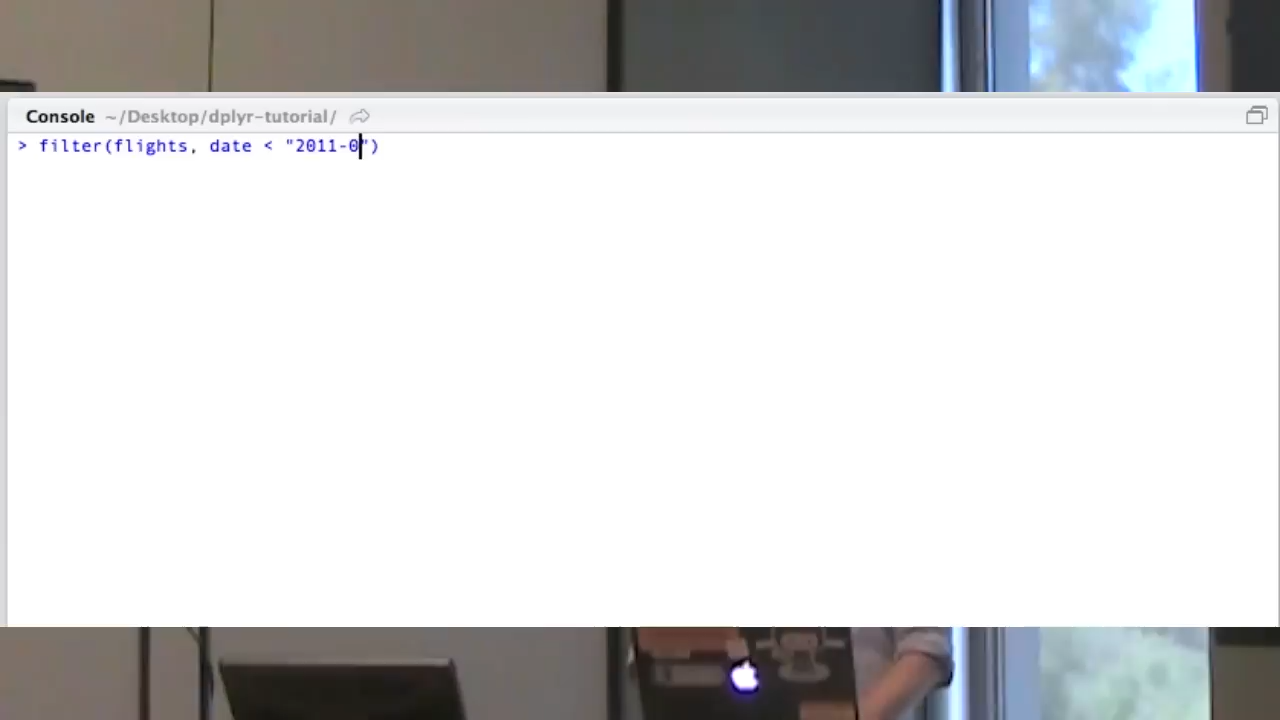 Console ~/Desktop/dplyr-tutorial/
> filter(flights, date < "2011-0")